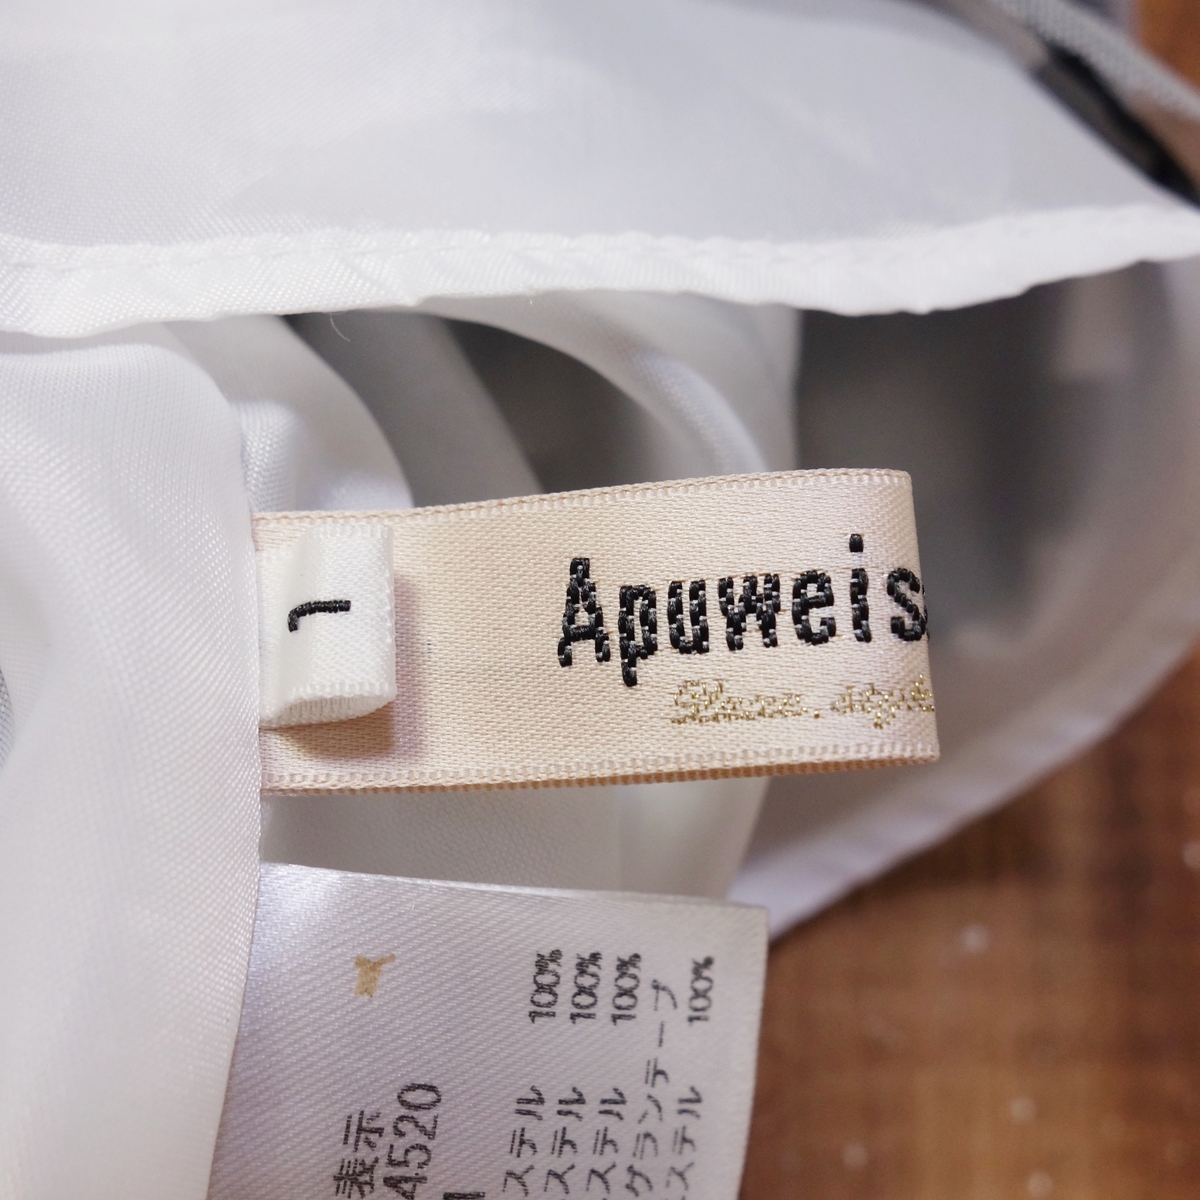 1
Apuweis
表示
4520
ステル 100%
ステル 100%
ステル 100%
グランテープ
ステル 100%